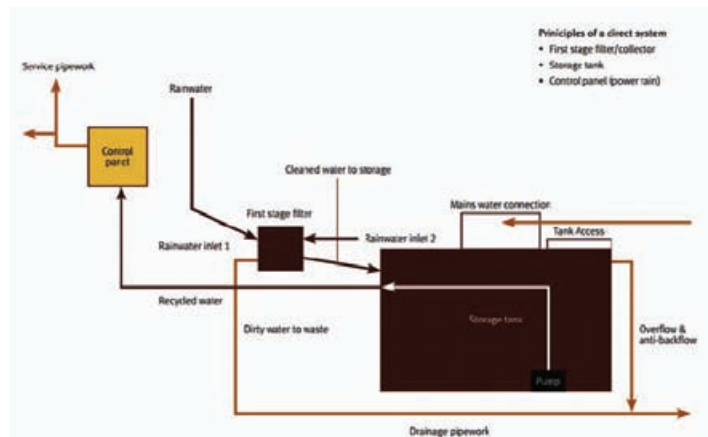 Priniciples of a direct system
• First stage filter/collector
• Storage tank
• Control panel (power rain)
Service pipework
Rainwater
Control
panel
Cleaned water to storage
Mains water connection
First stage filter
Tank Access
Rainwater inlet 1
Rainwater inlet 2
Recycled water
Storage tank
Dirty water to waste
Overflow &
anti-backflow
Pump
Drainage pipework